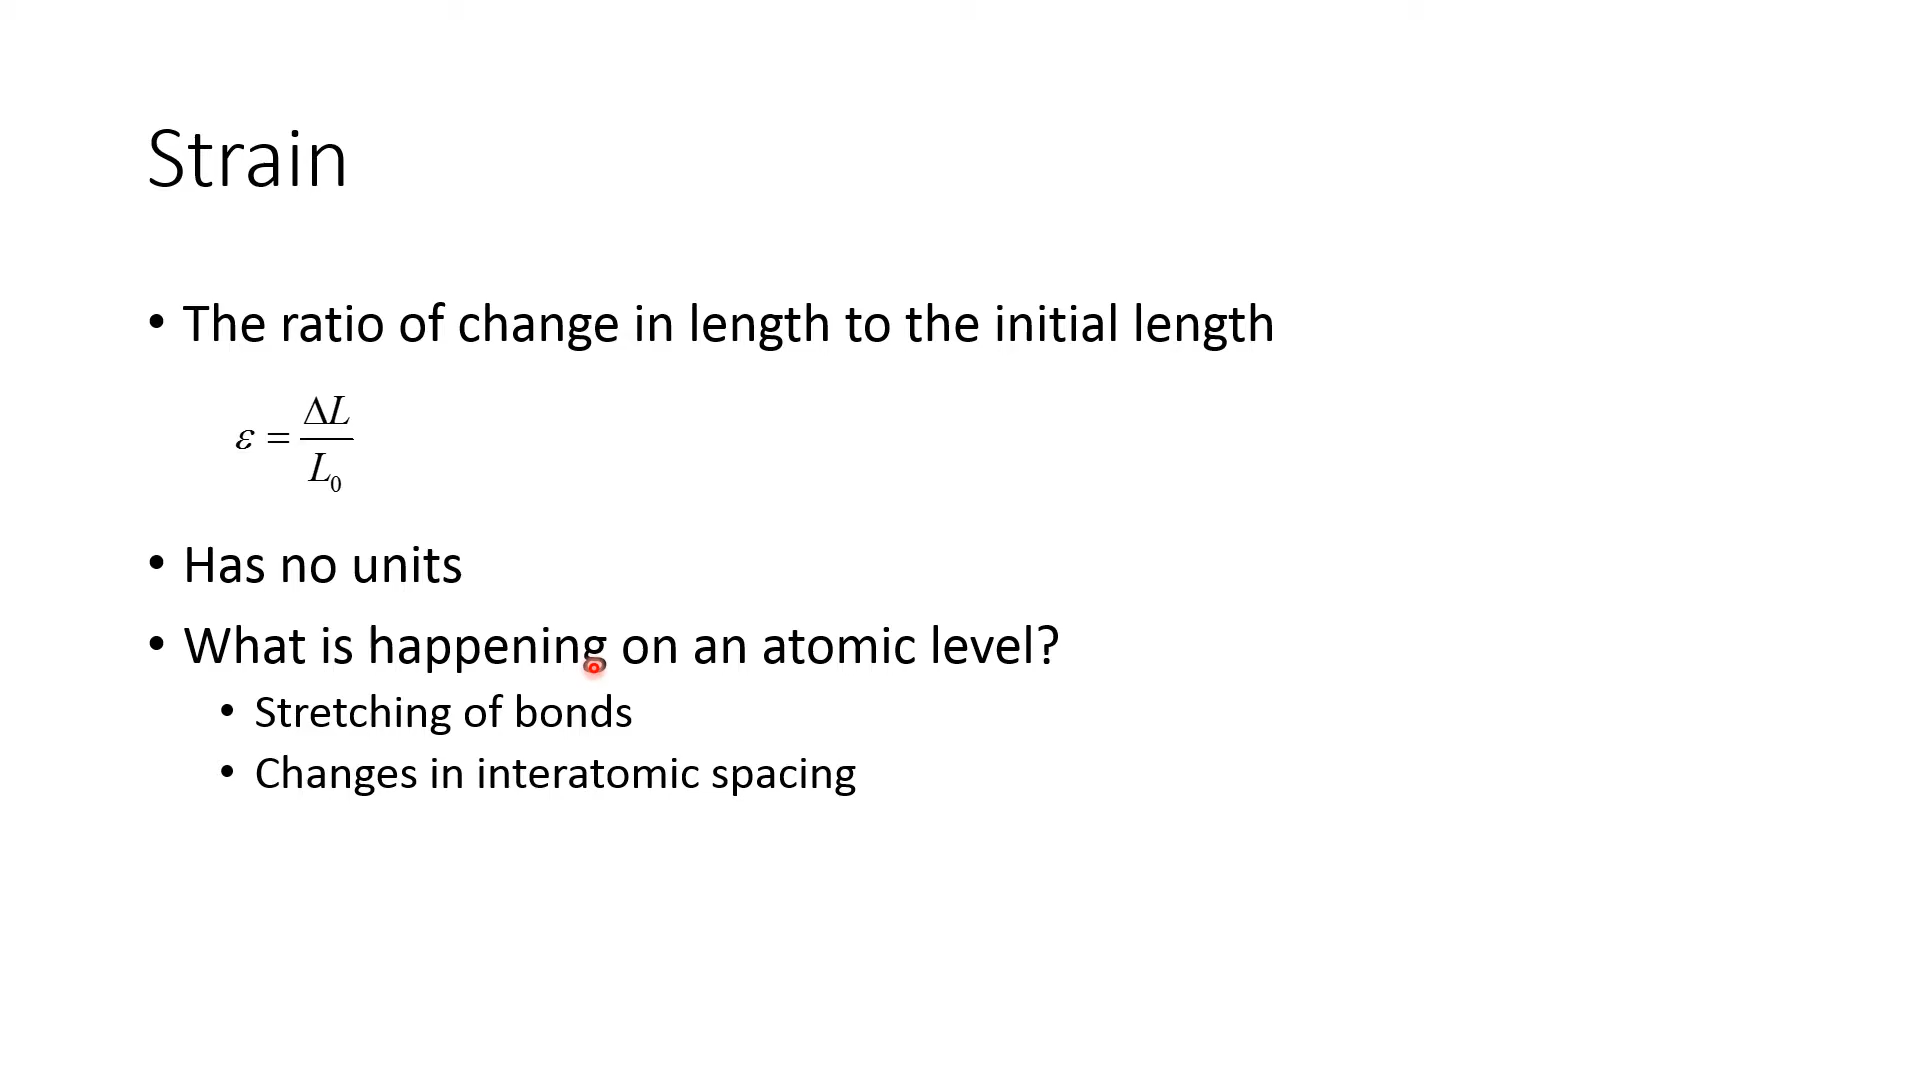 Strain
• The ratio of change in length to the initial length
ε = ΔL / L₀
• Has no units
• What is happening on an atomic level?
• Stretching of bonds
• Changes in interatomic spacing